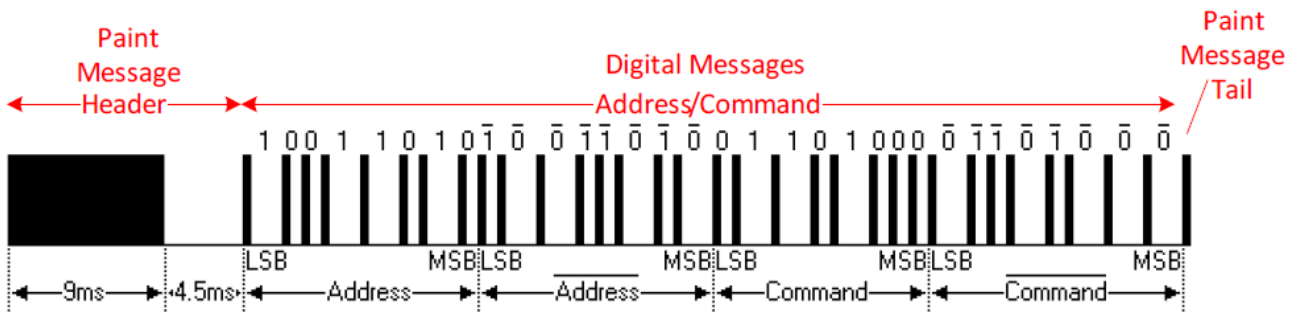 Paint
Message
Header
Digital Messages
Address/Command
Paint
Message
Tail
1 0 0 1 1 0 1 0 1̅ 0̅ 0̅ 1̅ 1̅ 0̅ 1̅ 0̅ 0 1 1 0 1 0 0 0 0̅ 1̅ 1̅ 0̅ 1̅ 0̅ 0̅ 0̅
LSB MSB LSB MSB LSB MSB LSB MSB
9ms 4.5ms Address A̅d̅d̅r̅e̅s̅s̅ Command C̅o̅m̅m̅a̅n̅d̅